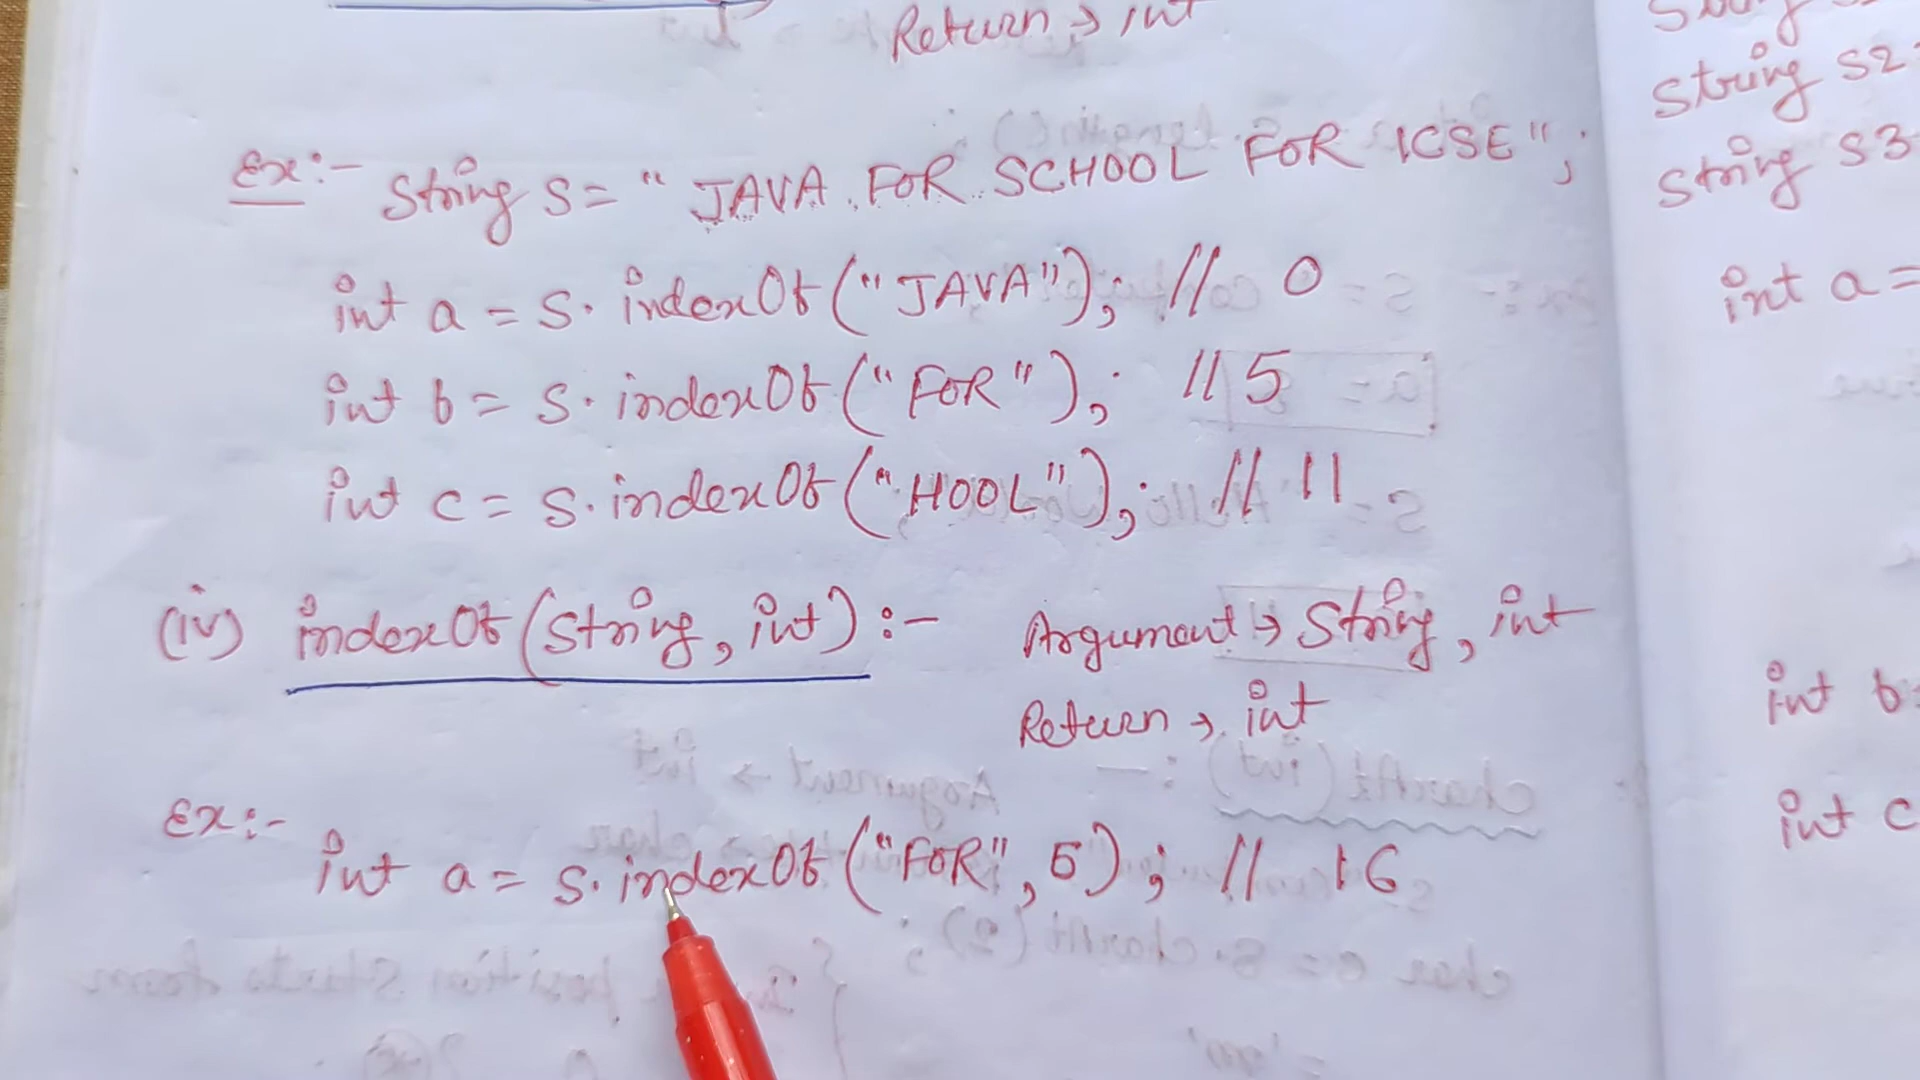 Return → int
Ex:- String s= "JAVA FOR SCHOOL FOR ICSE";
int a = s.indexOf("JAVA"); // 0
int b = s.indexOf("FOR"); // 5
int c = s.indexOf("HOOL"); // 11
(iv) indexOf(String, int) :- Argument → String, int
Return → int
Ex:-
int a = s.indexOf("FOR", 5); // 16
String s2
String s3
int a =
int b
int c